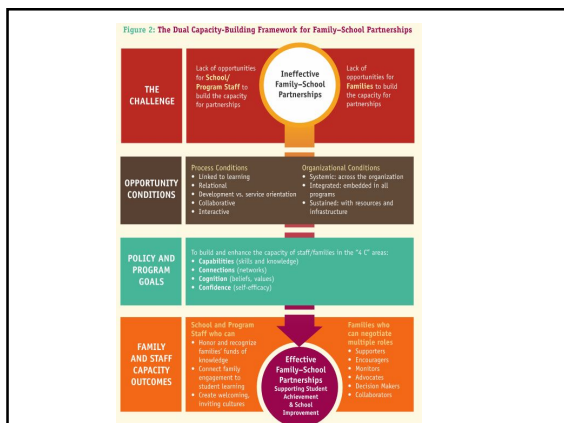 Figure 2: The Dual Capacity-Building Framework for Family–School Partnerships
THE
CHALLENGE
Lack of opportunities
for School/
Program Staff to
build the capacity
for partnerships
Ineffective
Family–School
Partnerships
Lack of
opportunities for
Families to build
the capacity for
partnerships
OPPORTUNITY
CONDITIONS
Process Conditions
• Linked to learning
• Relational
• Development vs. service orientation
• Collaborative
• Interactive
Organizational Conditions
• Systemic: across the organization
• Integrated: embedded in all
programs
• Sustained: with resources and
infrastructure
POLICY AND
PROGRAM
GOALS
To build and enhance the capacity of staff/families in the "4 C" areas:
• Capabilities (skills and knowledge)
• Connections (networks)
• Cognition (beliefs, values)
• Confidence (self-efficacy)
FAMILY
AND STAFF
CAPACITY
OUTCOMES
School and Program
Staff who can
• Honor and recognize
families' funds of
knowledge
• Connect family
engagement to
student learning
• Create welcoming,
inviting cultures
Effective
Family–School
Partnerships
Supporting Student
Achievement
& School
Improvement
Families who
can negotiate
multiple roles
• Supporters
• Encouragers
• Monitors
• Advocates
• Decision Makers
• Collaborators